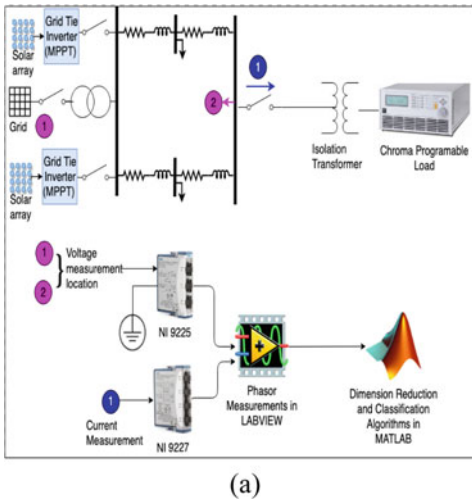 Solar
array
Grid Tie
Inverter
(MPPT)
Grid
1
Solar
array
Grid Tie
Inverter
(MPPT)
1
2
Isolation
Transformer
Chroma Programable
Load
1
2
Voltage
measurement
location
NI 9225
1
Current
Measurement
NI 9227
Phasor
Measurements in
LABVIEW
Dimension Reduction
and Classification
Algorithms in
MATLAB
(a)